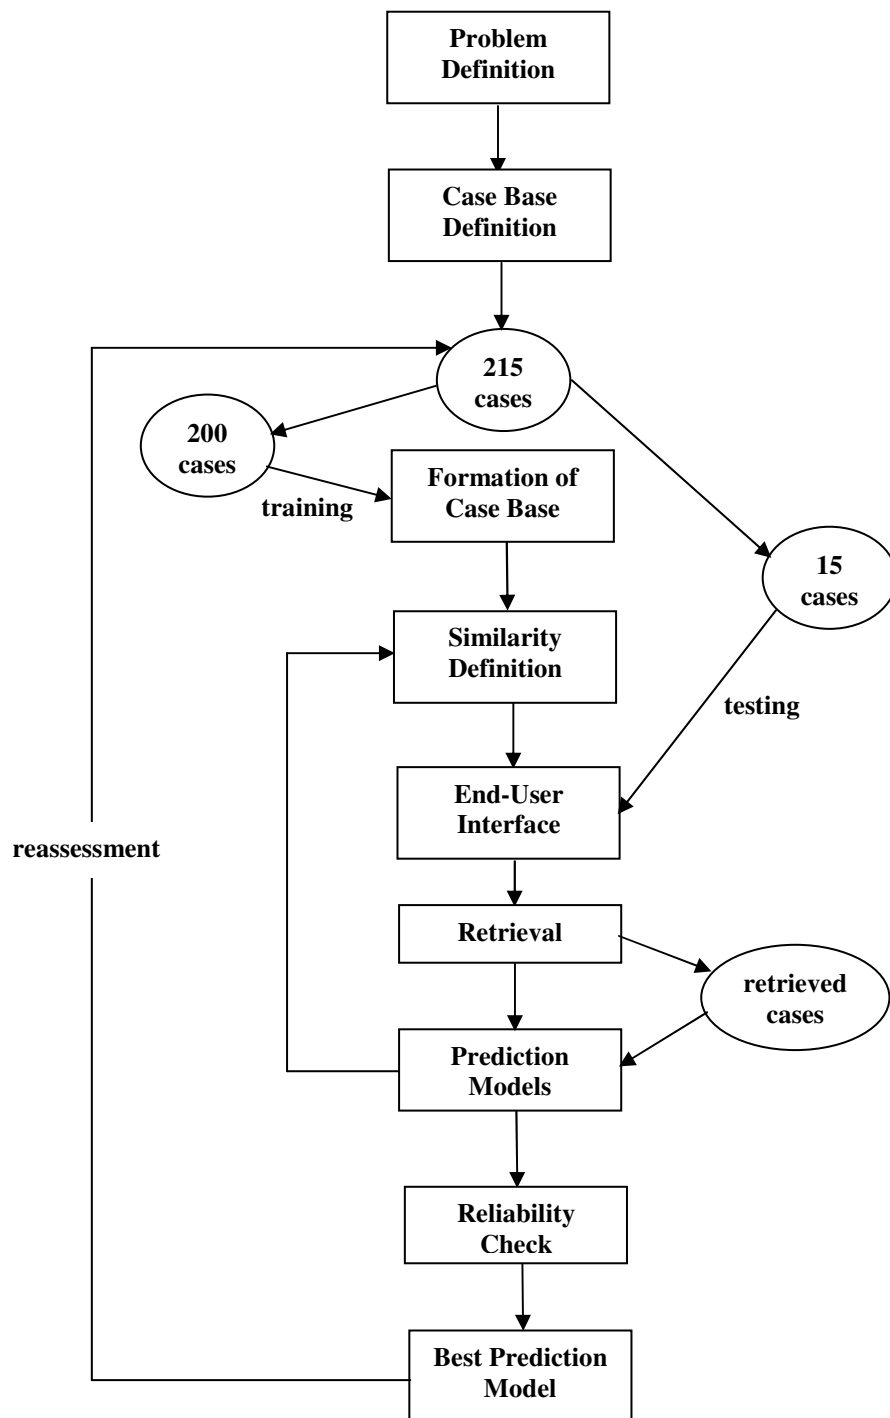 Problem
Definition
Case Base
Definition
215
cases
200
cases
training
Formation of
Case Base
15
cases
Similarity
Definition
testing
End-User
Interface
reassessment
Retrieval
retrieved
cases
Prediction
Models
Reliability
Check
Best Prediction
Model